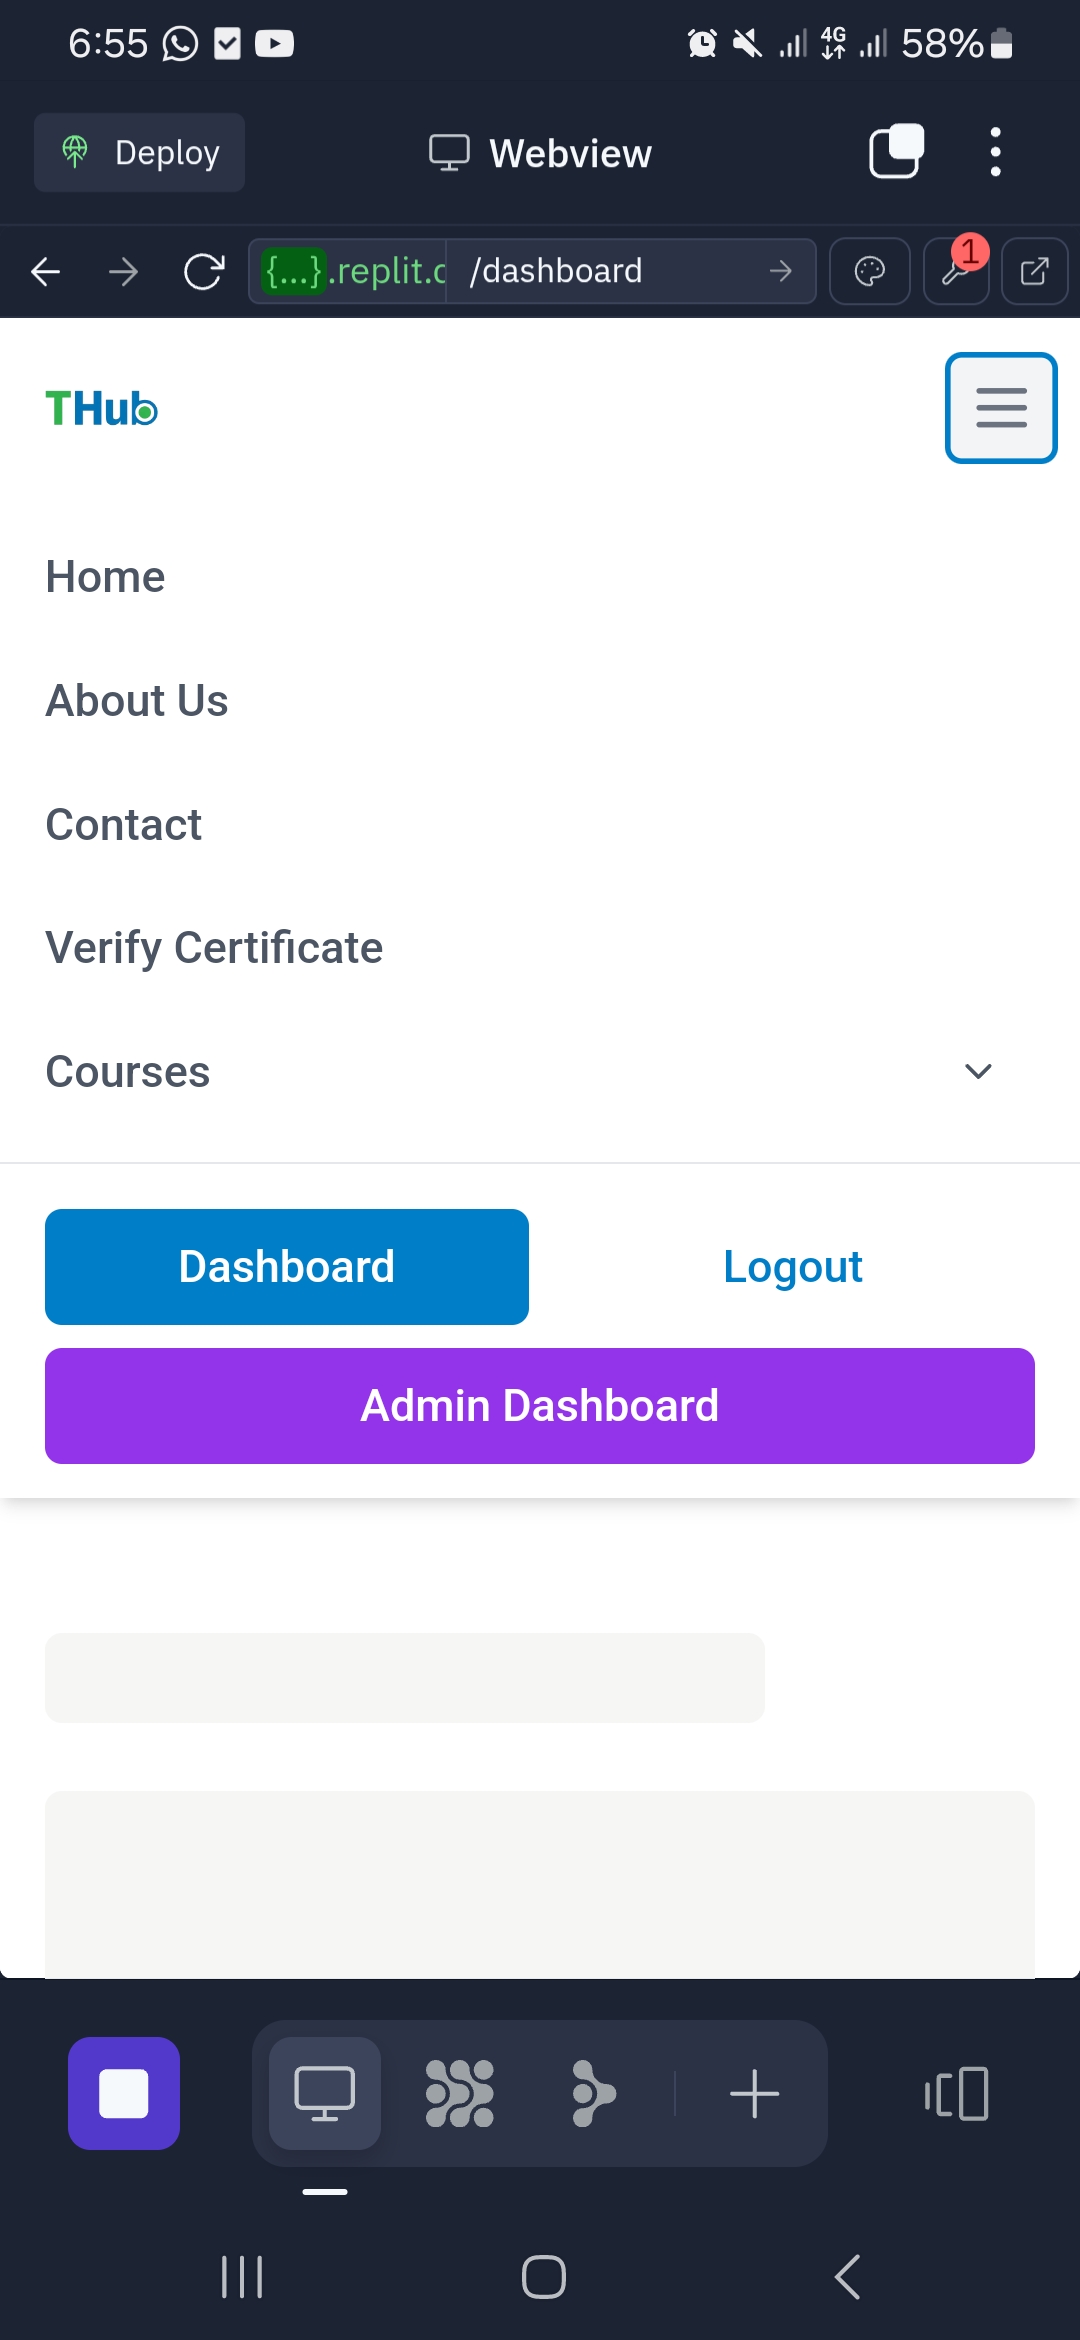 6:55 4G 58%
Deploy Webview
{...}.replit.c /dashboard 1
THub
Home
About Us
Contact
Verify Certificate
Courses
Dashboard Logout
Admin Dashboard